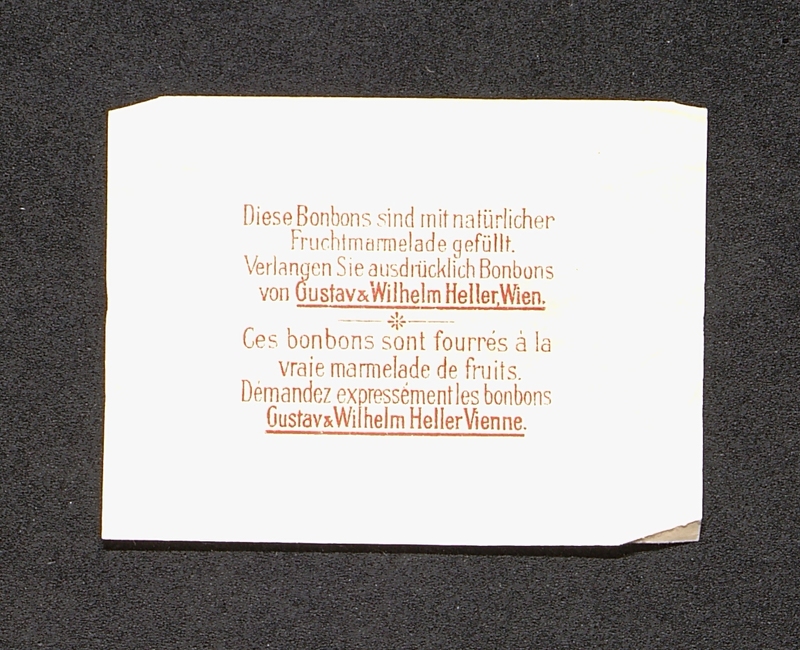 Diese Bonbons sind mit natürlicher
Fruchtmarmelade gefüllt.
Verlangen Sie ausdrücklich Bonbons
von Gustav & Wilhelm Heller, Wien.
Ces bonbons sont fourrés à la
vraie marmelade de fruits.
Démandez expressément les bonbons
Gustav & Wilhelm Heller Vienne.